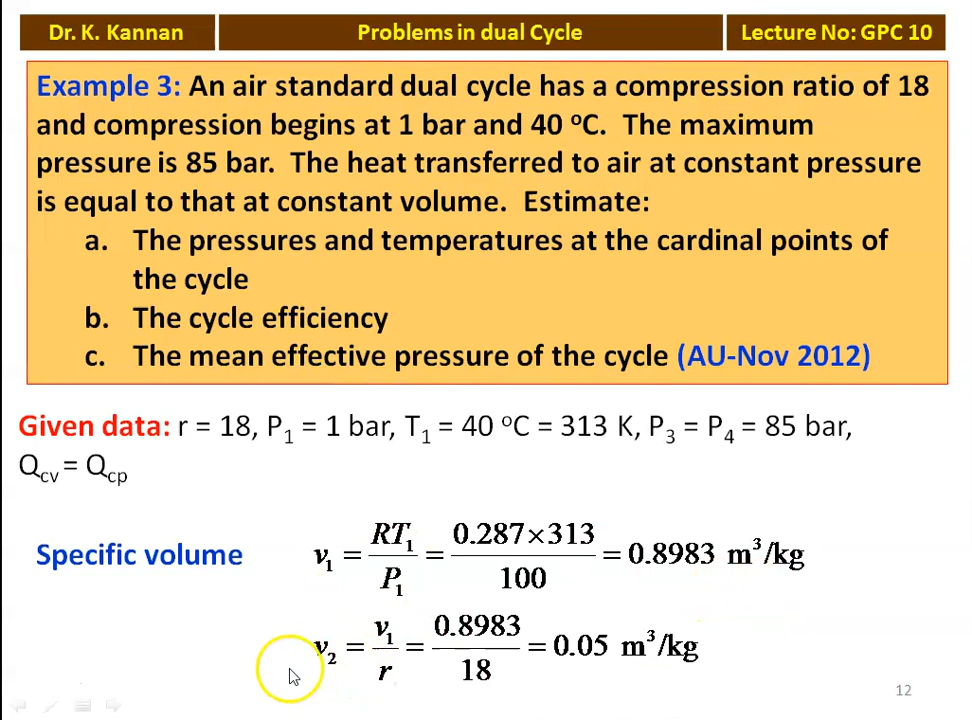 Dr. K. Kannan
Problems in dual Cycle
Lecture No: GPC 10
Example 3: An air standard dual cycle has a compression ratio of 18
and compression begins at 1 bar and 40 ᵒC. The maximum
pressure is 85 bar. The heat transferred to air at constant pressure
is equal to that at constant volume. Estimate:
a. The pressures and temperatures at the cardinal points of
the cycle
b. The cycle efficiency
c. The mean effective pressure of the cycle (AU-Nov 2012)
Given data: r = 18, P₁ = 1 bar, T₁ = 40 ᵒC = 313 K, P₃ = P₄ = 85 bar,
Q_cv = Q_cp
Specific volume v₁ = RT₁/P₁ = 0.287×313/100 = 0.8983 m³/kg
v₂ = v₁/r = 0.8983/18 = 0.05 m³/kg
12